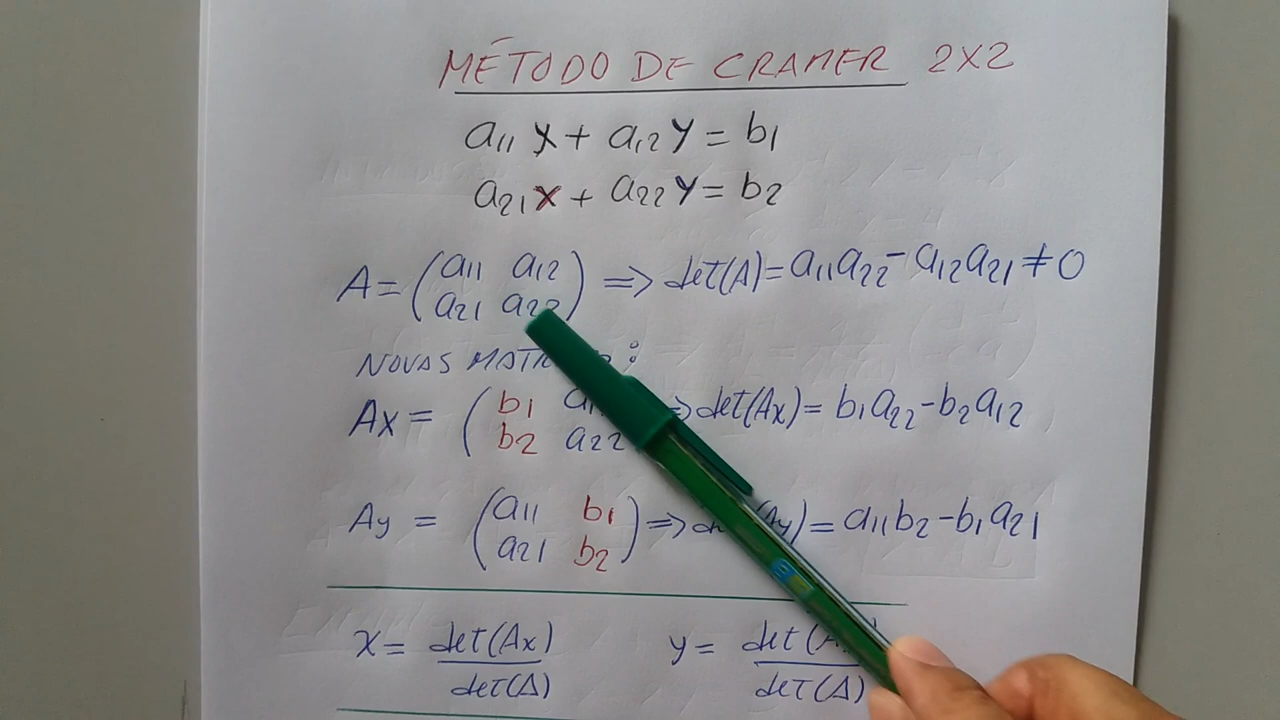 MÉTODO DE CRAMER 2X2
a11 x + a12 y = b1
a21 x + a22 y = b2
A = (a11 a12
a21 a22) => det(A) = a11a22 - a12a21 ≠ 0
NOVAS :
Ax = (b1
b2 a22 => det(Ax) = b1a22 - b2a12
Ay = (a11 b1
a21 b2) => (Ay) = a11b2 - b1a21
x = det(Ax) / det(A) y = det( / det(A)